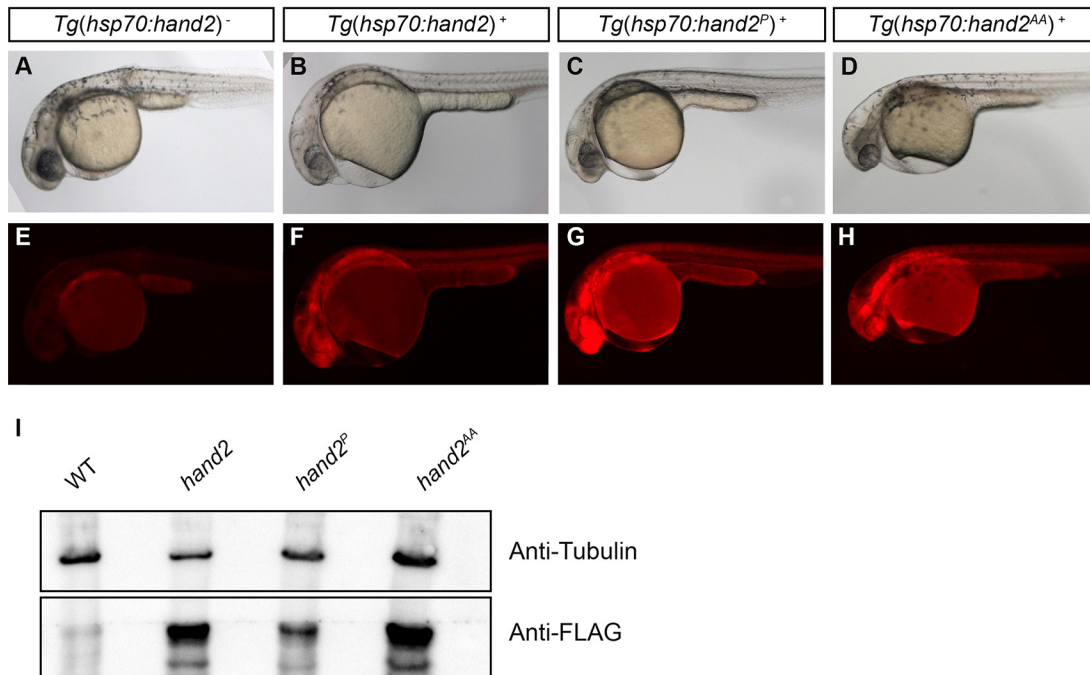 Tg(hsp70:hand2)-
Tg(hsp70:hand2)+
Tg(hsp70:hand2P)+
Tg(hsp70:hand2AA)+
A
B
C
D
E
F
G
H
I
WT
hand2
hand2P
hand2AA
Anti-Tubulin
Anti-FLAG